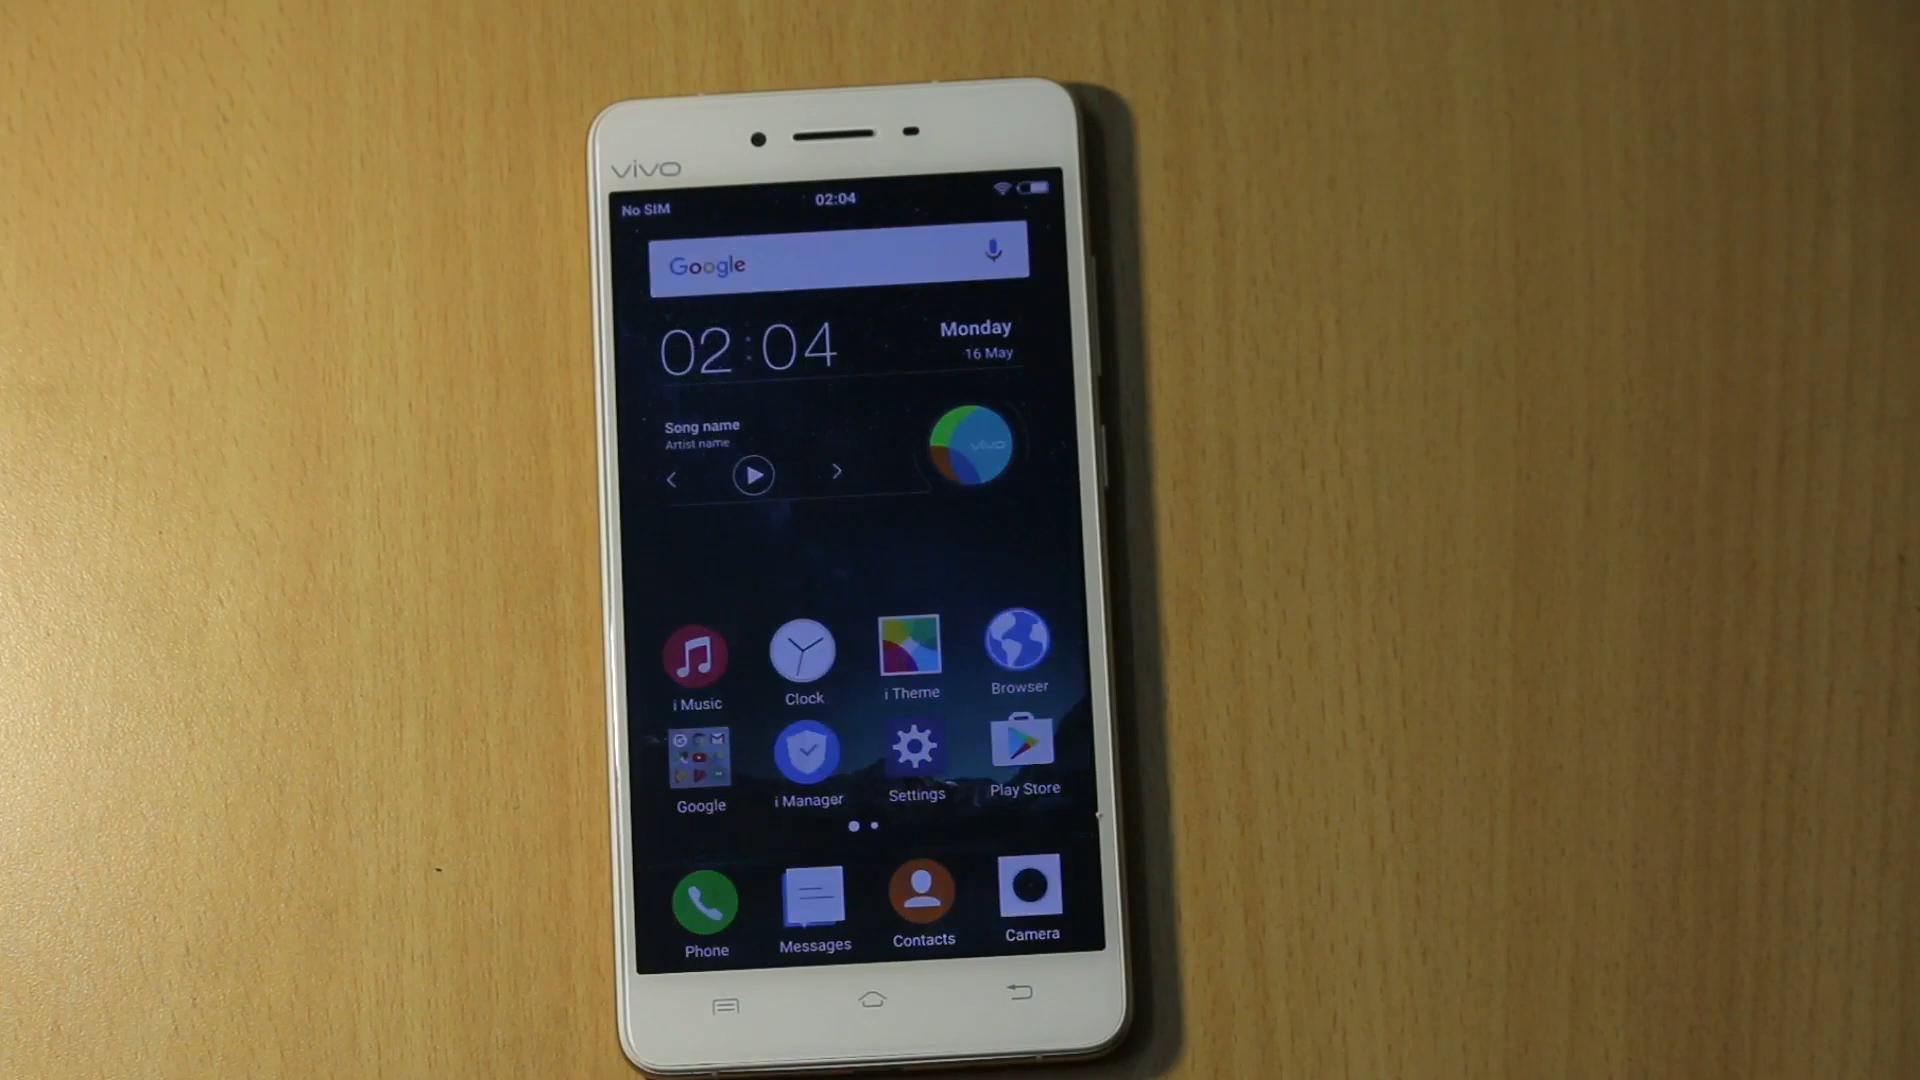 vivo
No SIM 02:04
Google
02:04
Monday
16 May
Song name
Artist name
vivo
i Music Clock i Theme Browser
Google i Manager Settings Play Store
Phone Messages Contacts Camera